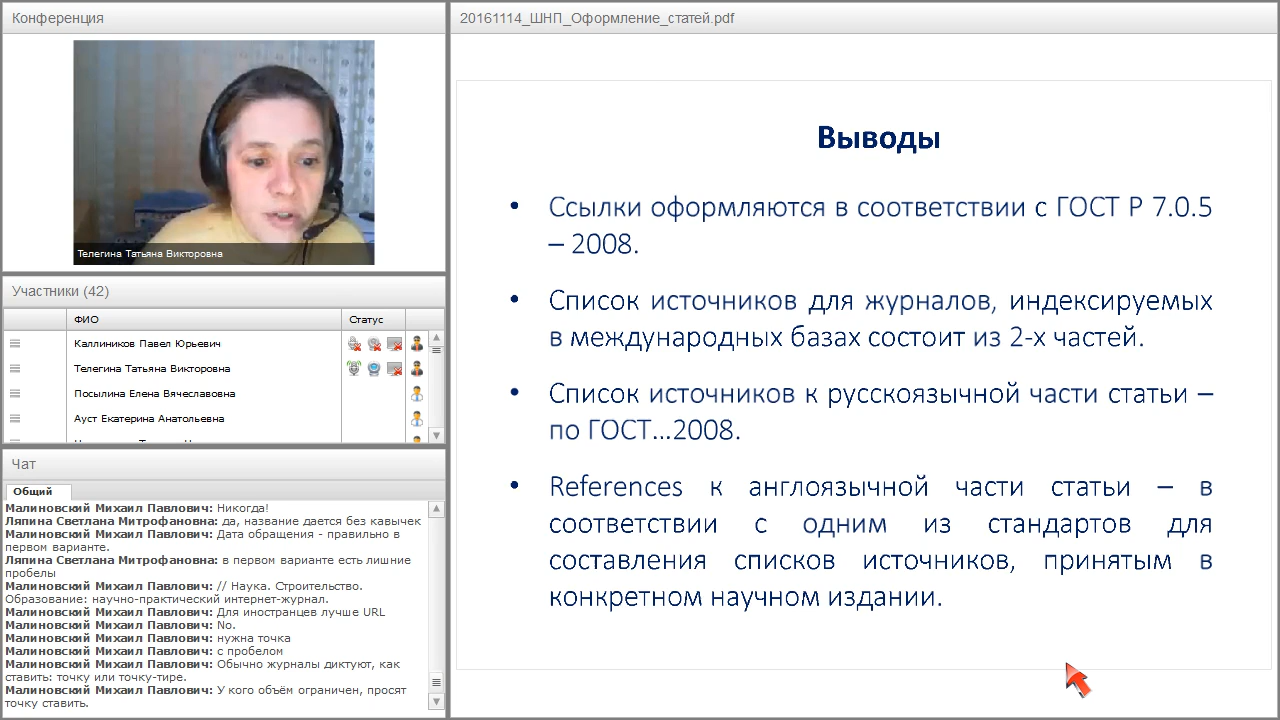 Конференция
Телегина Татьяна Викторовна
Участники (42)
ФИО Статус
Каллиников Павел Юрьевич
Телегина Татьяна Викторовна
Посылина Елена Вячеславовна
Ауст Екатерина Анатольевна
Чат
Общий
Малиновский Михаил Павлович: Никогда!
Ляпина Светлана Митрофановна: да, название дается без кавычек
Малиновский Михаил Павлович: Дата обращения - правильно в
первом варианте.
Ляпина Светлана Митрофановна: в первом варианте есть лишние
пробелы
Малиновский Михаил Павлович: // Наука. Строительство.
Образование: научно-практический интернет-журнал.
Малиновский Михаил Павлович: Для иностранцев лучше URL
Малиновский Михаил Павлович: No.
Малиновский Михаил Павлович: нужна точка
Малиновский Михаил Павлович: с пробелом
Малиновский Михаил Павлович: Обычно журналы диктуют, как
ставить: точку или точку-тире.
Малиновский Михаил Павлович: У кого объём ограничен, просят
точку ставить.
20161114_ШНП_Оформление_статей.pdf
Выводы
• Ссылки оформляются в соответствии с ГОСТ Р 7.0.5
– 2008.
• Список источников для журналов, индексируемых
в международных базах состоит из 2-х частей.
• Список источников к русскоязычной части статьи –
по ГОСТ...2008.
• References к англоязычной части статьи – в
соответствии с одним из стандартов для
составления списков источников, принятым в
конкретном научном издании.